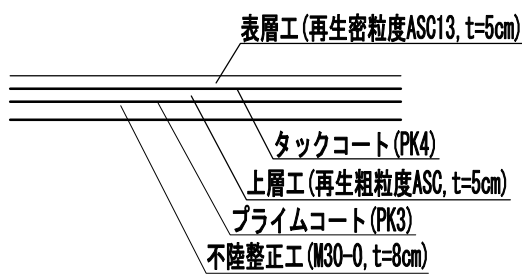 表層工(再生密粒度ASC13,t=5cm)
タックコート(PK4)
上層工(再生粗粒度ASC,t=5cm)
プライムコート(PK3)
不陸整正工(M30-0,t=8cm)